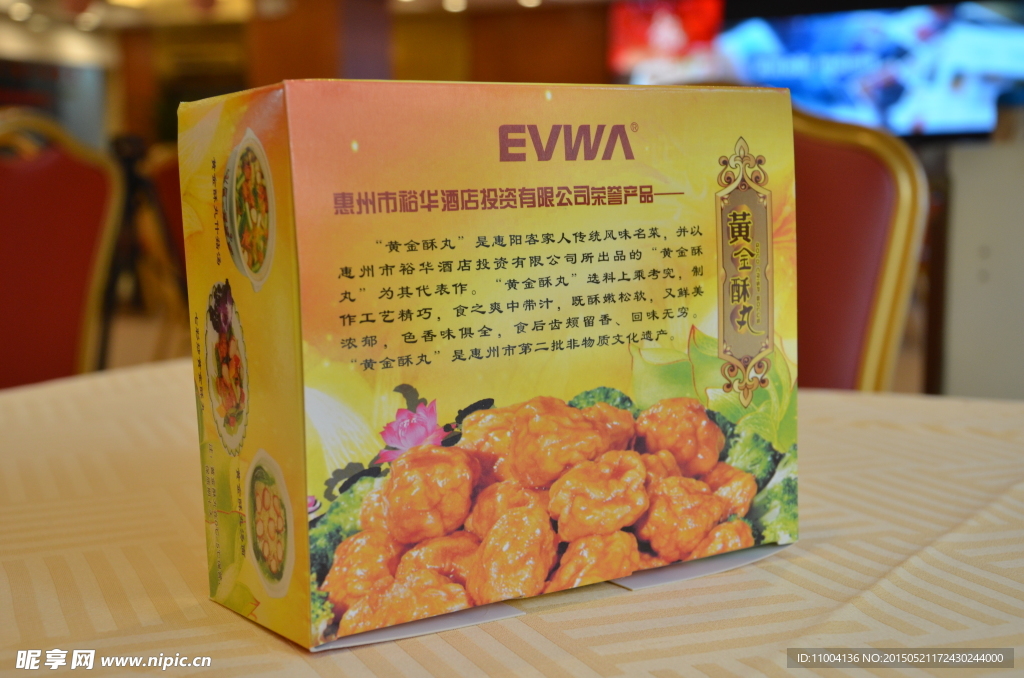 EVWA®
惠州市裕华酒店投资有限公司荣誉产品——
黄金酥丸
“黄金酥丸”是惠阳客家人传统风味名菜，并以
惠州市裕华酒店投资有限公司所出品的“黄金酥
丸”为其代表作。“黄金酥丸”选料上乘考究，制
作工艺精巧，食之爽中带汁，既酥嫩松软，又鲜美
浓郁，色香味俱全，食后齿颊留香、回味无穷。
“黄金酥丸”是惠州市第二批非物质文化遗产。
昵享网 www.nipic.cn
ID:11004136 NO:20150521172430244000